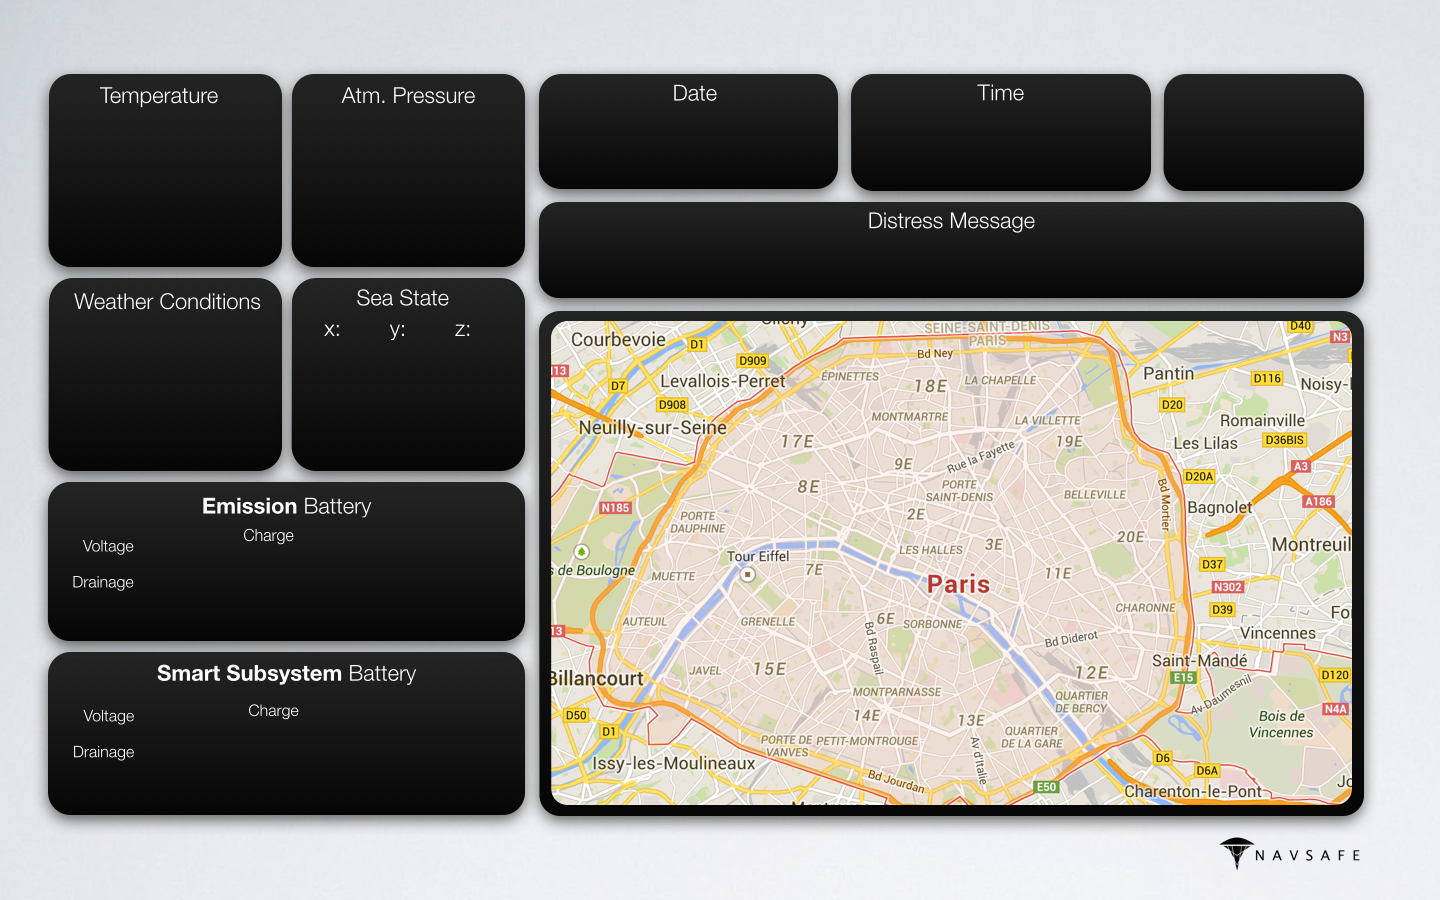 Temperature
Atm. Pressure
Date
Time
Distress Message
Weather Conditions
Sea State
x: y: z:
Emission Battery
Charge
Voltage
Drainage
Smart Subsystem Battery
Charge
Voltage
Drainage
SEINE-SAINT-DENIS
PARIS
D40
N3
Courbevoie
D1
D909
Bd Ney
Pantin
D116
D7
Levallois-Perret
ÉPINETTES
18E
LA CHAPELLE
D908
MONTMARTRE
LA VILLETTE
D20
Romainville
Neuilly-sur-Seine
17E
19E
Les Lilas
D36BIS
9E
Rue la Fayette
A3
8E
PORTE
SAINT-DENIS
BELLEVILLE
Bd Mortier
D20A
A186
N185
PORTE
DAUPHINE
2E
Bagnolet
20E
Tour Eiffel
LES HALLES
3E
Montreuil
de Boulogne
MUETTE
7E
Paris
11E
D37
N302
AUTEUIL
GRENELLE
6E
SORBONNE
CHARONNE
D39
Bd Raspail
Bd Diderot
Vincennes
Billancourt
JAVEL
15E
12E
Saint-Mandé
E15
D120
MONTPARNASSE
QUARTIER
DE BERCY
Av Daumesnil
D50
14E
13E
Bois de
Vincennes
N4A
D1
PORTE DE
VANVES
PETIT-MONTROUGE
QUARTIER
DE LA GARE
Issy-les-Moulineaux
Bd Jourdan
Av d'Italie
D6
D6A
E50
Charenton-le-Pont
NAVSAFE